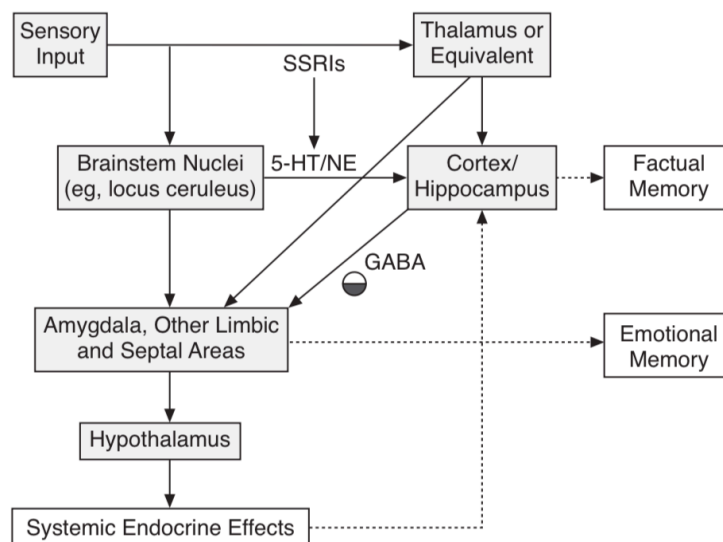 Sensory
Input
Thalamus or
Equivalent
SSRIs
Brainstem Nuclei
(eg, locus ceruleus)
5-HT/NE
Cortex/
Hippocampus
Factual
Memory
GABA
Amygdala, Other Limbic
and Septal Areas
Emotional
Memory
Hypothalamus
Systemic Endocrine Effects